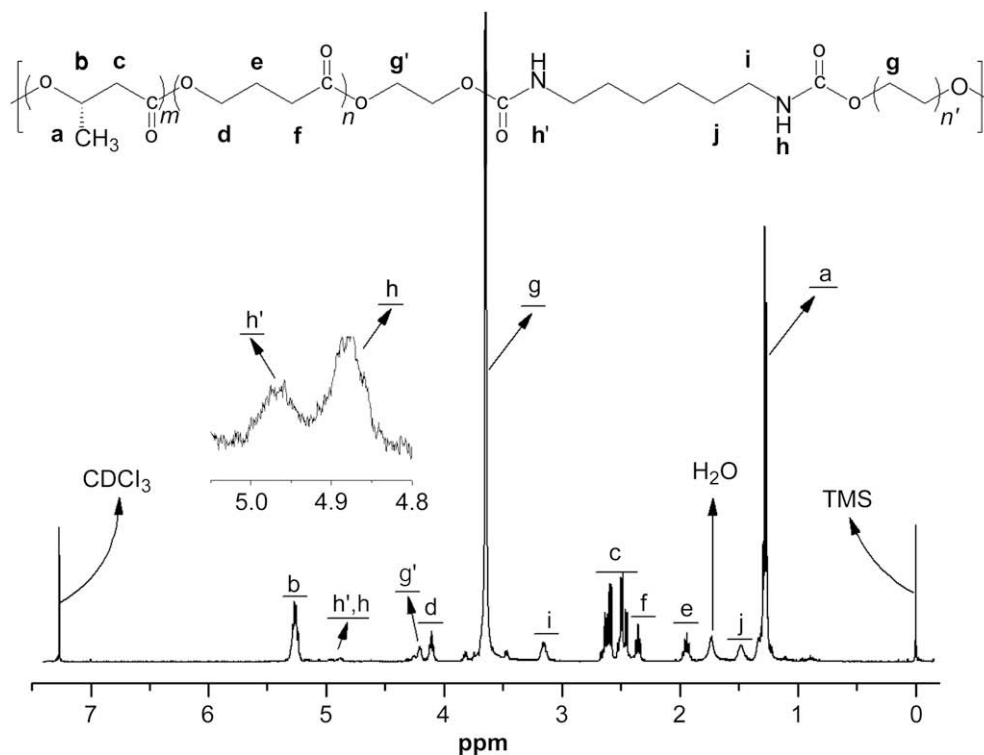 b c e g' i g
O O O O O O H N O O O
m n N H O O n'
a CH₃ O d f O h' j h
h
h'
g
a
5.0 4.9 4.8
CDCl₃
H₂O
TMS
b h',h g' d i c f e j
7 6 5 4 3 2 1 0
ppm